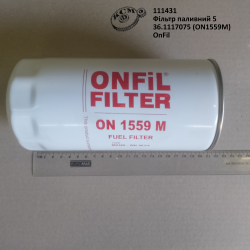 111431
Фільтр паливний 5
36.1117075 (ON1559M)
OnFil
ONFiL
FILTER
ON 1559 M
FUEL FILTER